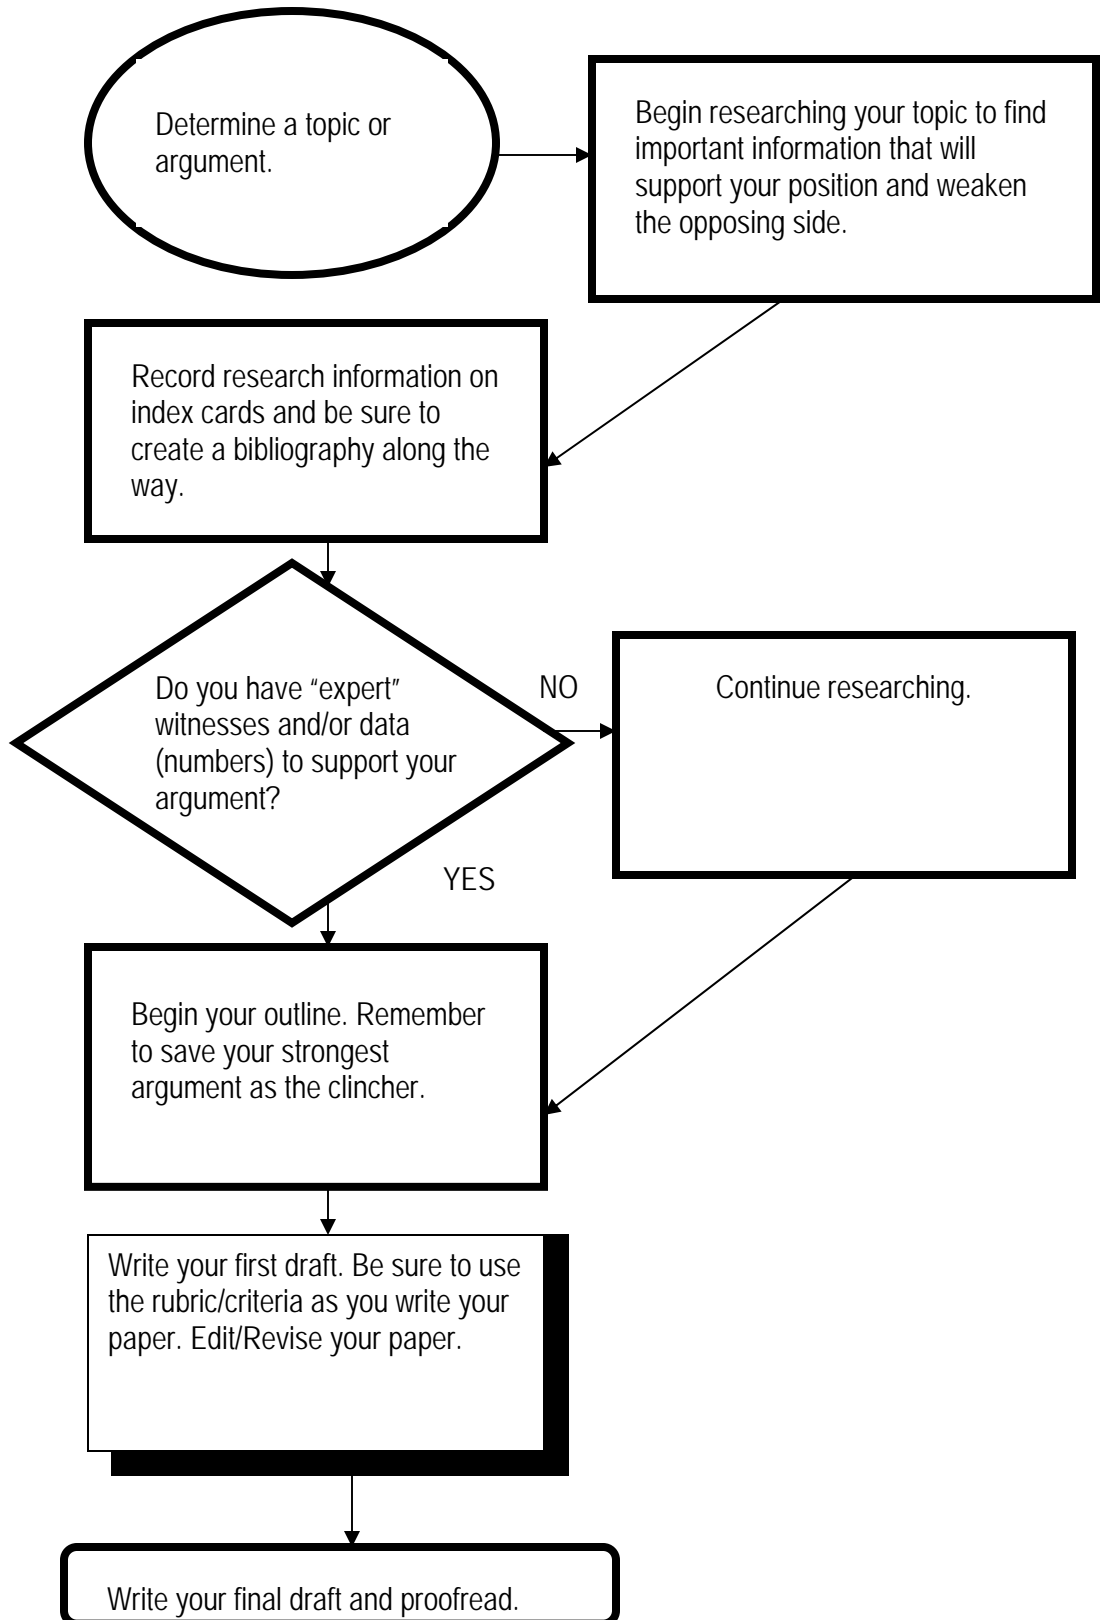 Determine a topic or
argument.
Begin researching your topic to find
important information that will
support your position and weaken
the opposing side.
Record research information on
index cards and be sure to
create a bibliography along the
way.
Do you have “expert”
witnesses and/or data
(numbers) to support your
argument?
NO
Continue researching.
YES
Begin your outline. Remember
to save your strongest
argument as the clincher.
Write your first draft. Be sure to use
the rubric/criteria as you write your
paper. Edit/Revise your paper.
Write your final draft and proofread.